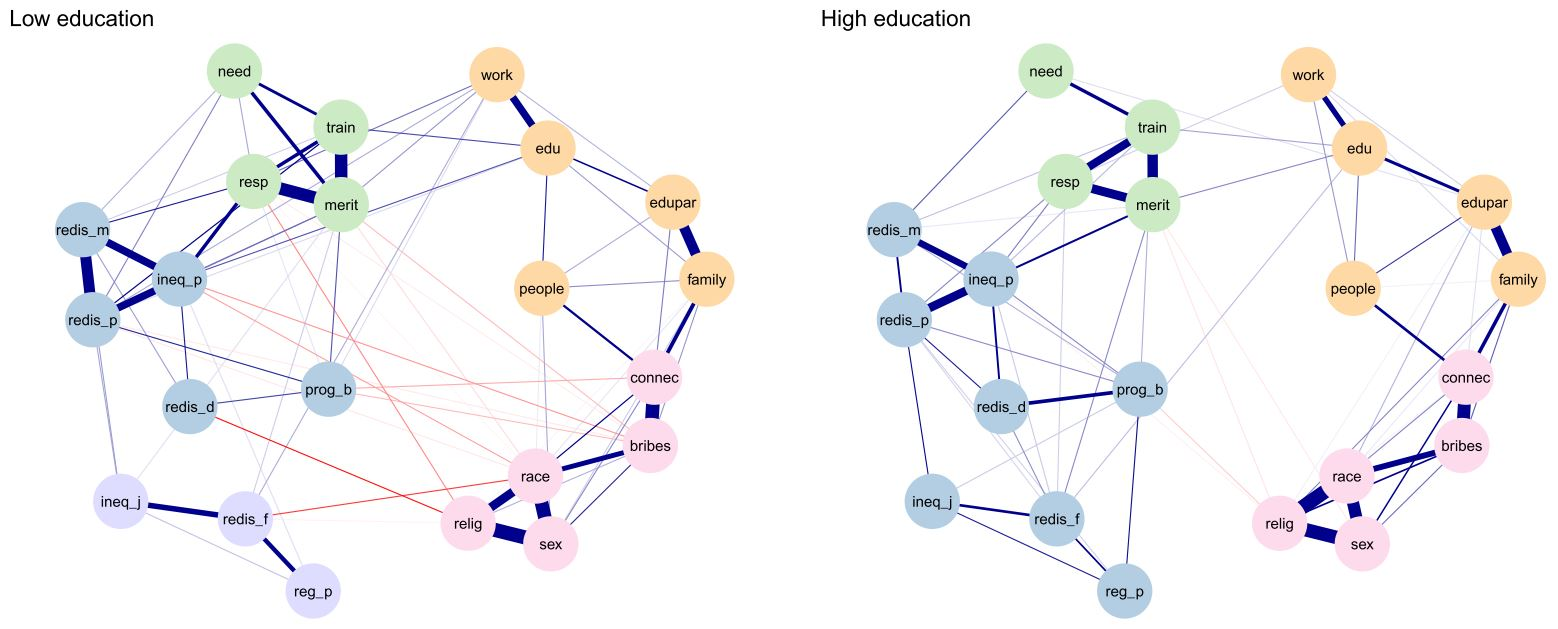 Low education
need
work
train
edu
resp
merit
edupar
redis_m
ineq_p
people
family
redis_p
connec
prog_b
redis_d
bribes
race
ineq_j
redis_f
relig
sex
reg_p
High education
need
work
train
edu
resp
merit
edupar
redis_m
ineq_p
people
family
redis_p
connec
prog_b
redis_d
bribes
race
ineq_j
redis_f
relig
sex
reg_p